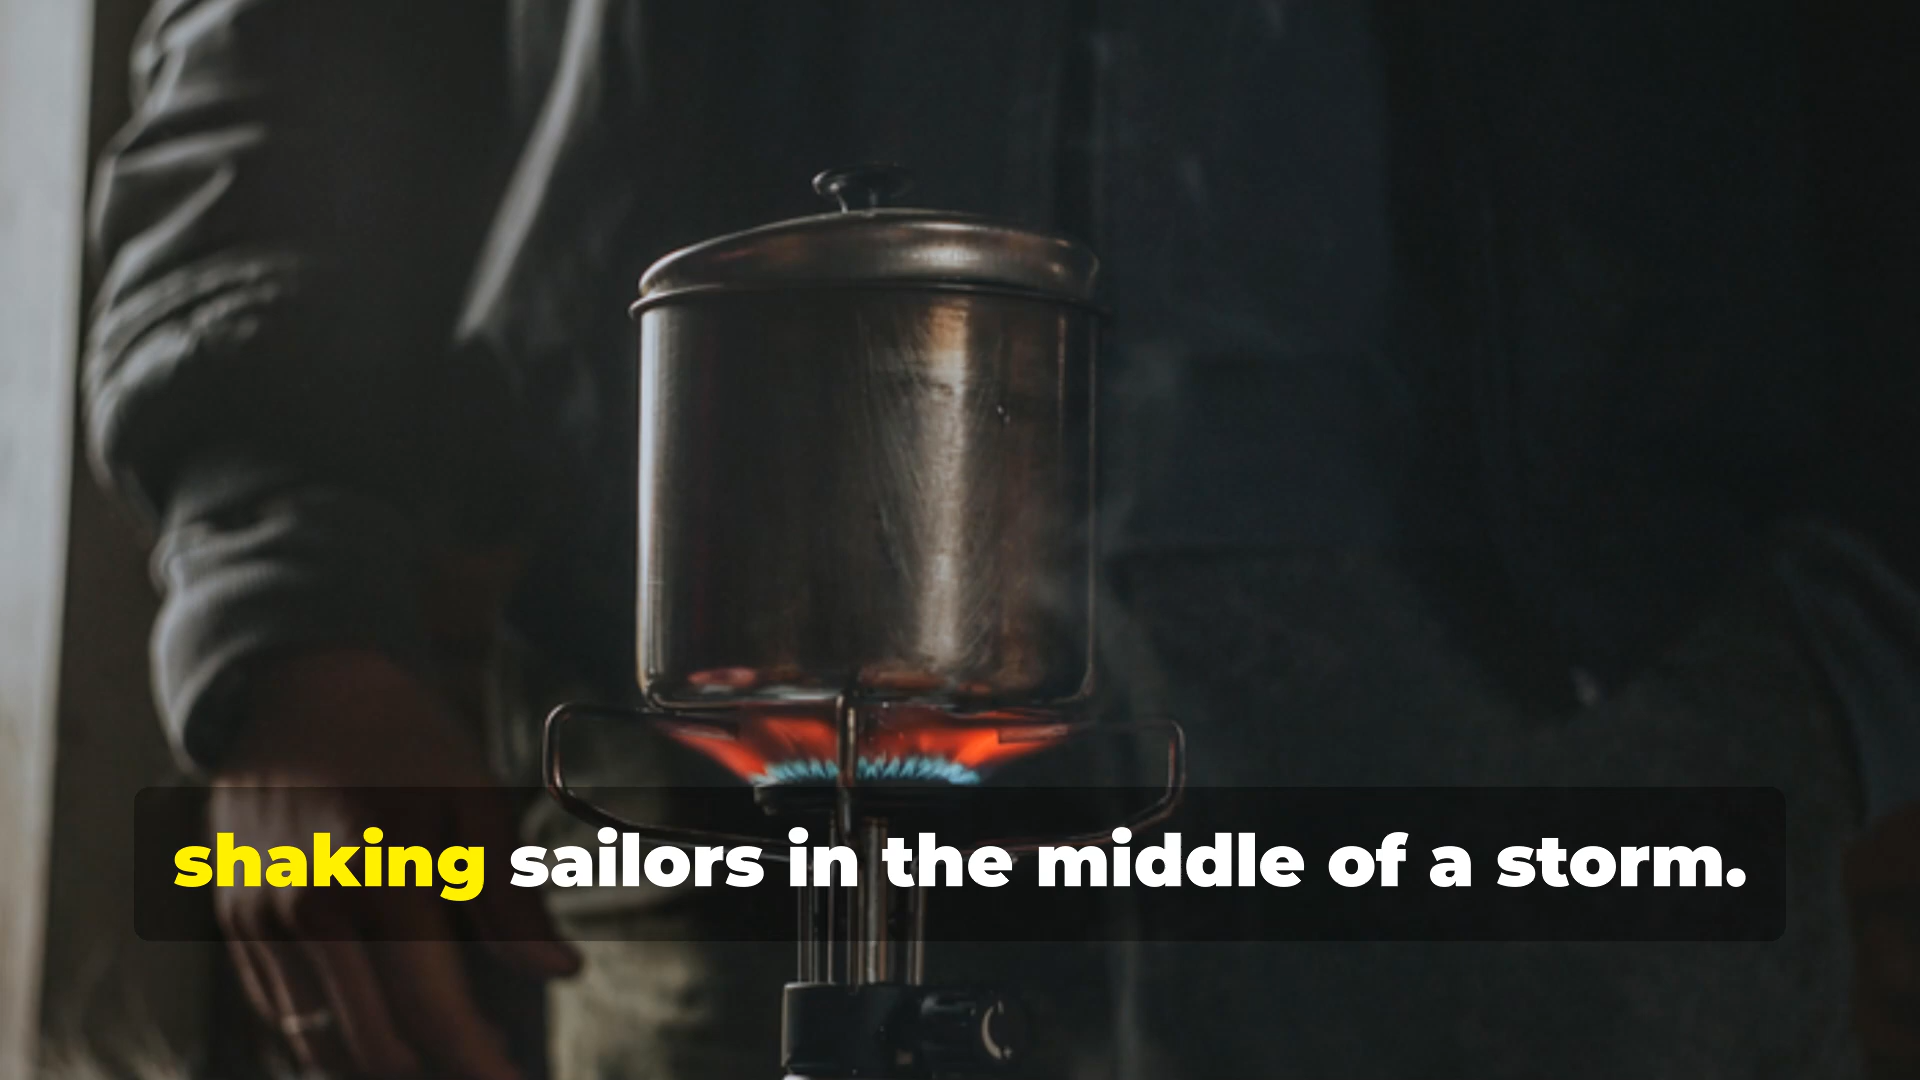 shaking sailors in the middle of a storm.